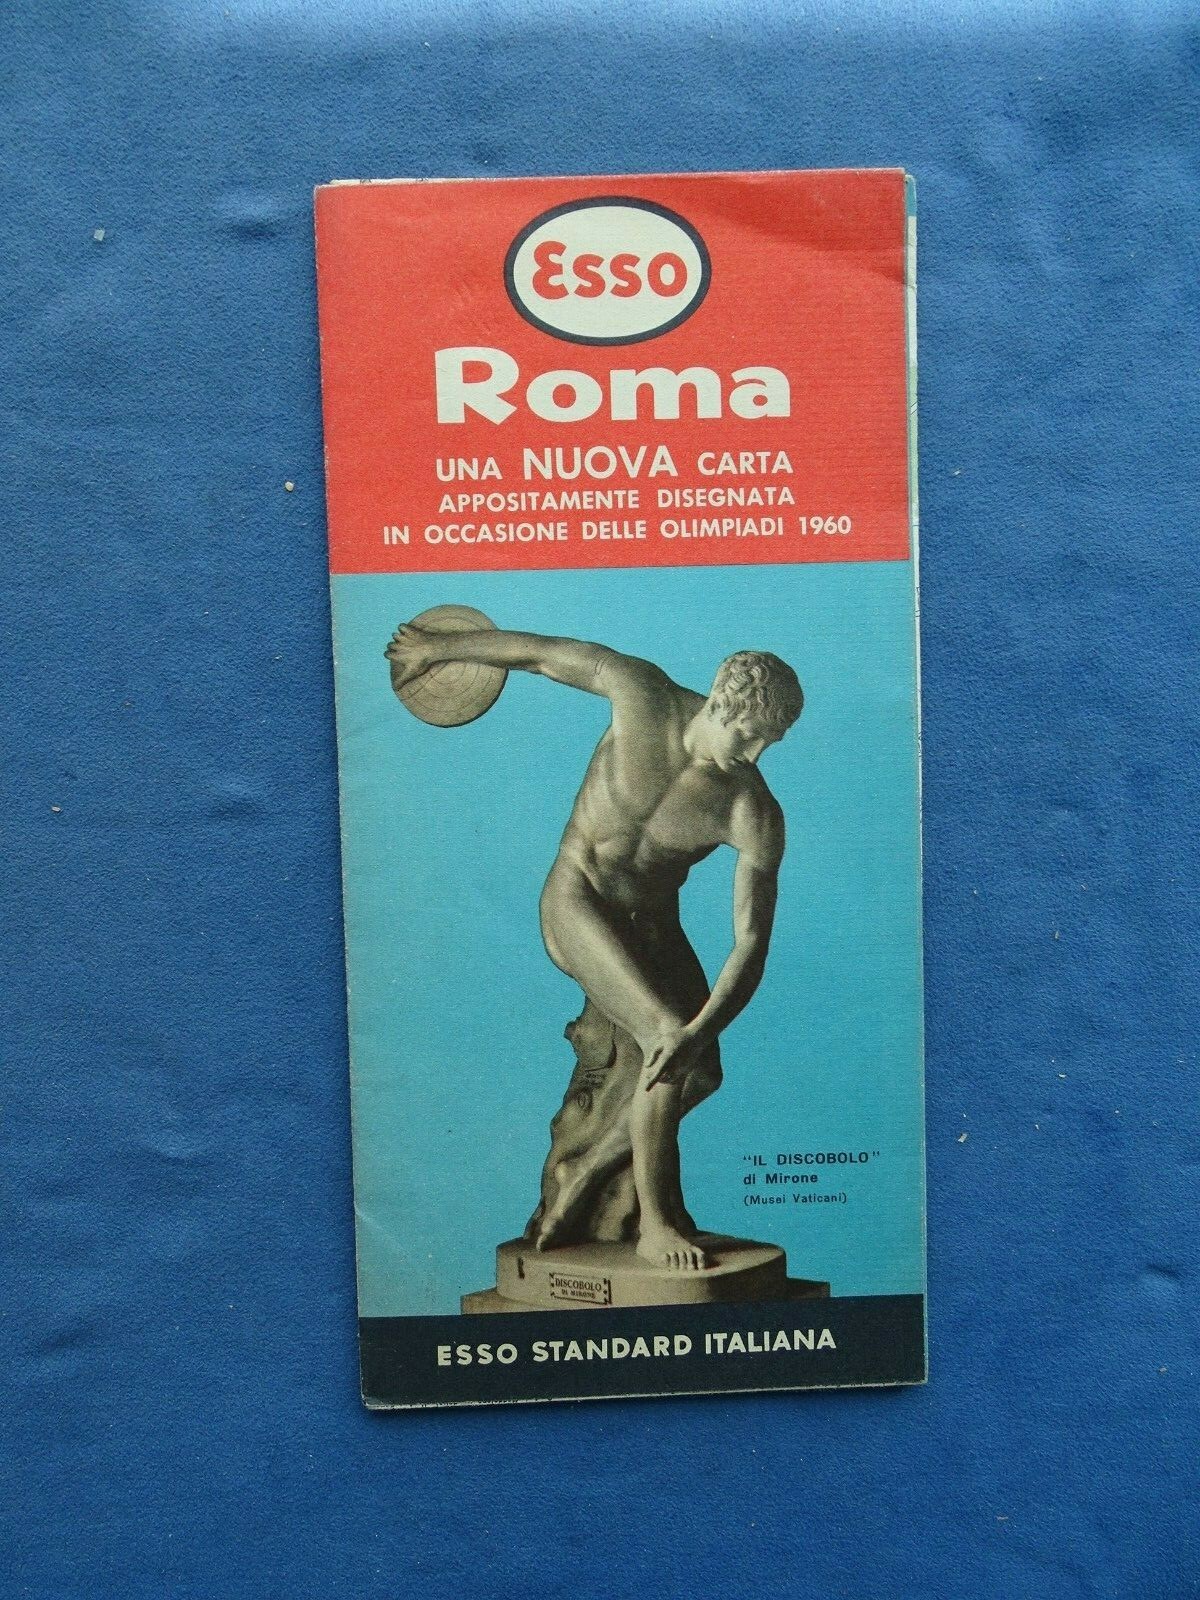 Esso
Roma
UNA NUOVA CARTA
APPOSITAMENTE DISEGNATA
IN OCCASIONE DELLE OLIMPIADI 1960
"IL DISCOBOLO"
di Mirone
(Musei Vaticani)
DISCOBOLO
DI MIRONE
ESSO STANDARD ITALIANA